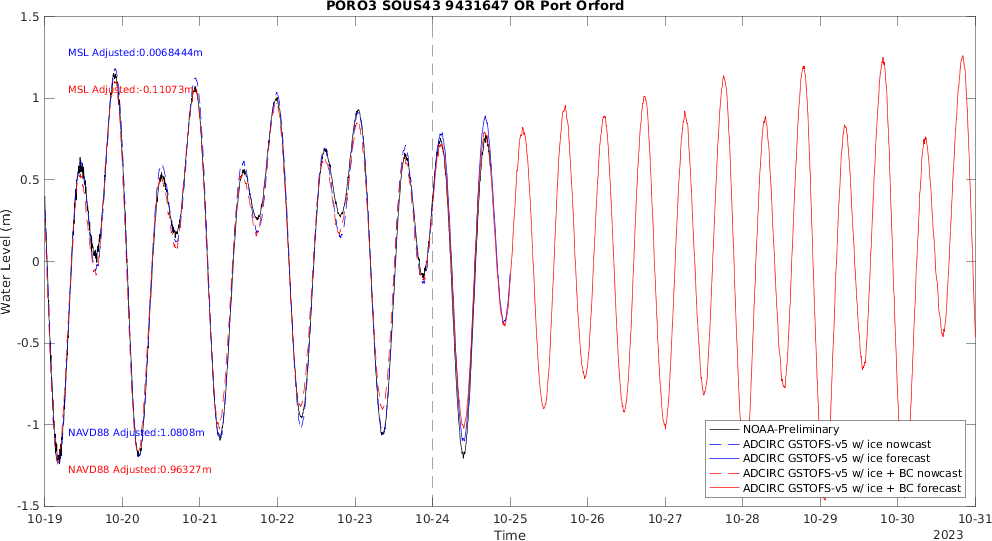 PORO3 SOUS43 9431647 OR Port Orford
MSL Adjusted:0.0068444m
MSL Adjusted:-0.11073m
NAVD88 Adjusted:1.0808m
NAVD88 Adjusted:0.96327m
Water Level (m)
1.5
1
0.5
0
-0.5
-1
-1.5
NOAA-Preliminary
ADCIRC GSTOFS-v5 w/ ice nowcast
ADCIRC GSTOFS-v5 w/ ice forecast
ADCIRC GSTOFS-v5 w/ ice + BC nowcast
ADCIRC GSTOFS-v5 w/ ice + BC forecast
10-19 10-20 10-21 10-22 10-23 10-24 10-25 10-26 10-27 10-28 10-29 10-30 10-31
Time
2023